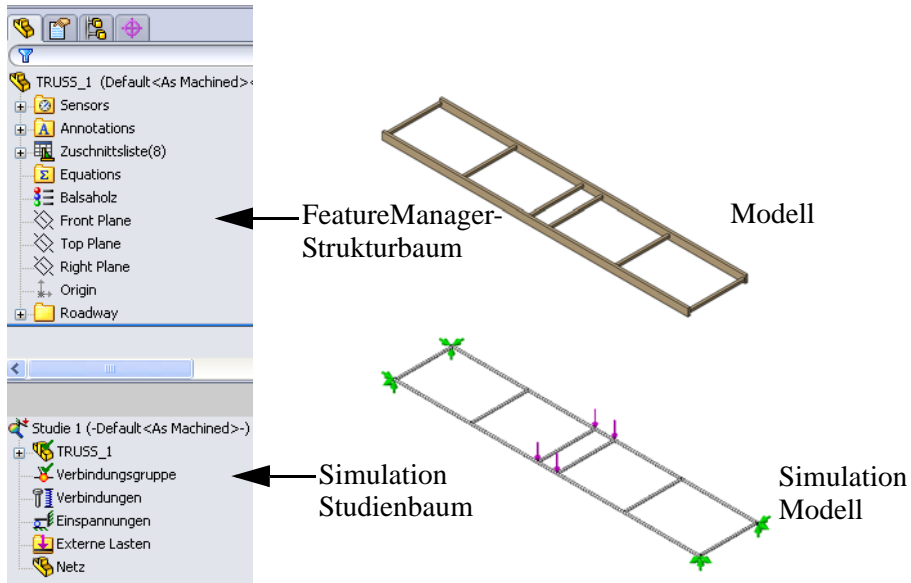 TRUSS_1 (Default<As Machined><
Sensors
Annotations
Zuschnittsliste(8)
Equations
Balsaholz
Front Plane
Top Plane
Right Plane
Origin
Roadway
FeatureManager-
Strukturbaum
Modell
Studie 1 (-Default<As Machined>-)
TRUSS_1
Verbindungsgruppe
Verbindungen
Einspannungen
Externe Lasten
Netz
Simulation
Studienbaum
Simulation
Modell